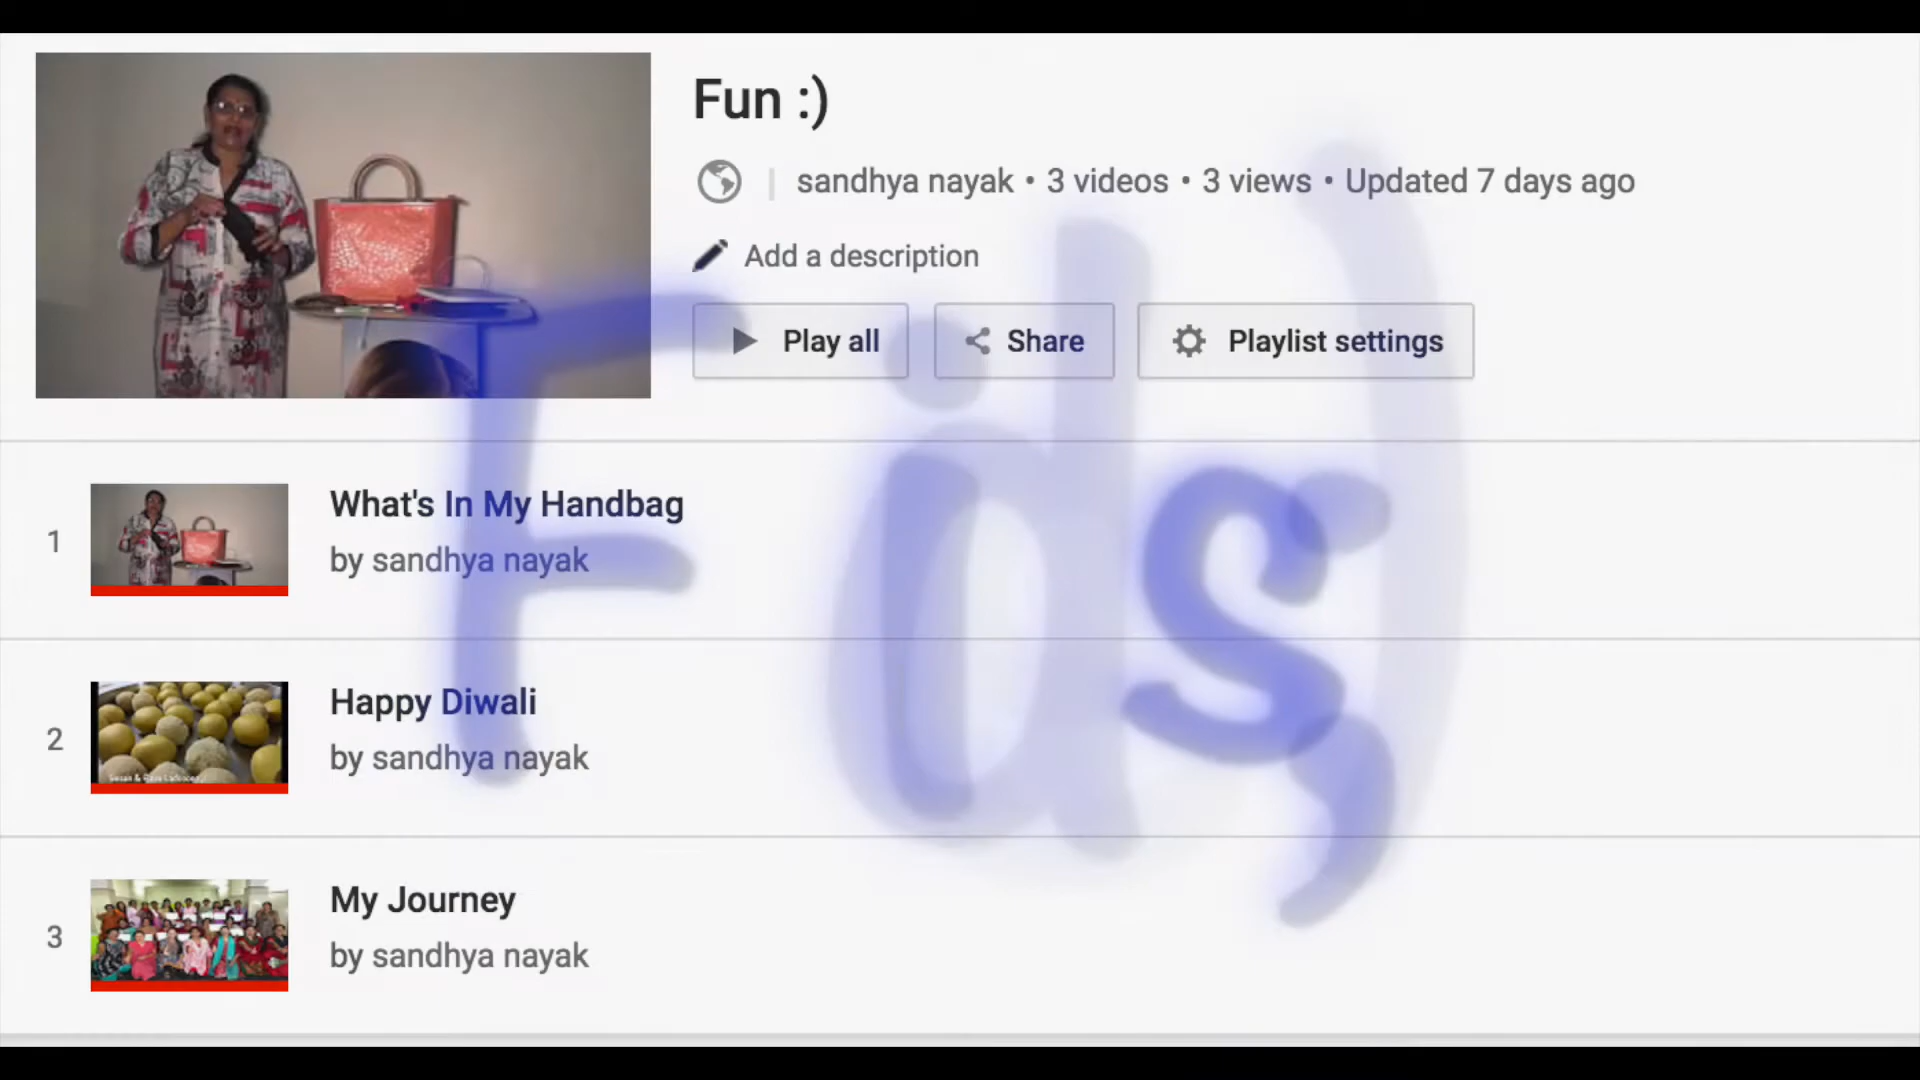 Fun :)
sandhya nayak • 3 videos • 3 views • Updated 7 days ago
Add a description
Play all
Share
Playlist settings
1
What's In My Handbag
by sandhya nayak
2
Happy Diwali
by sandhya nayak
3
My Journey
by sandhya nayak